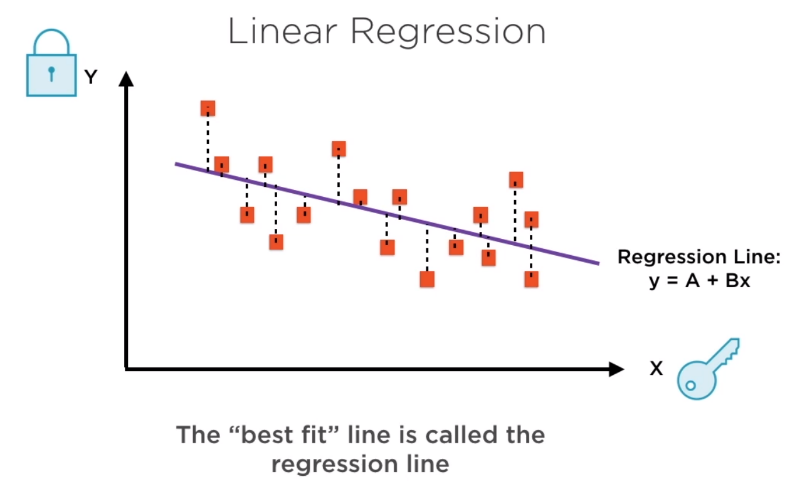 Linear Regression
Y
Regression Line:
y = A + Bx
X
The “best fit” line is called the
regression line